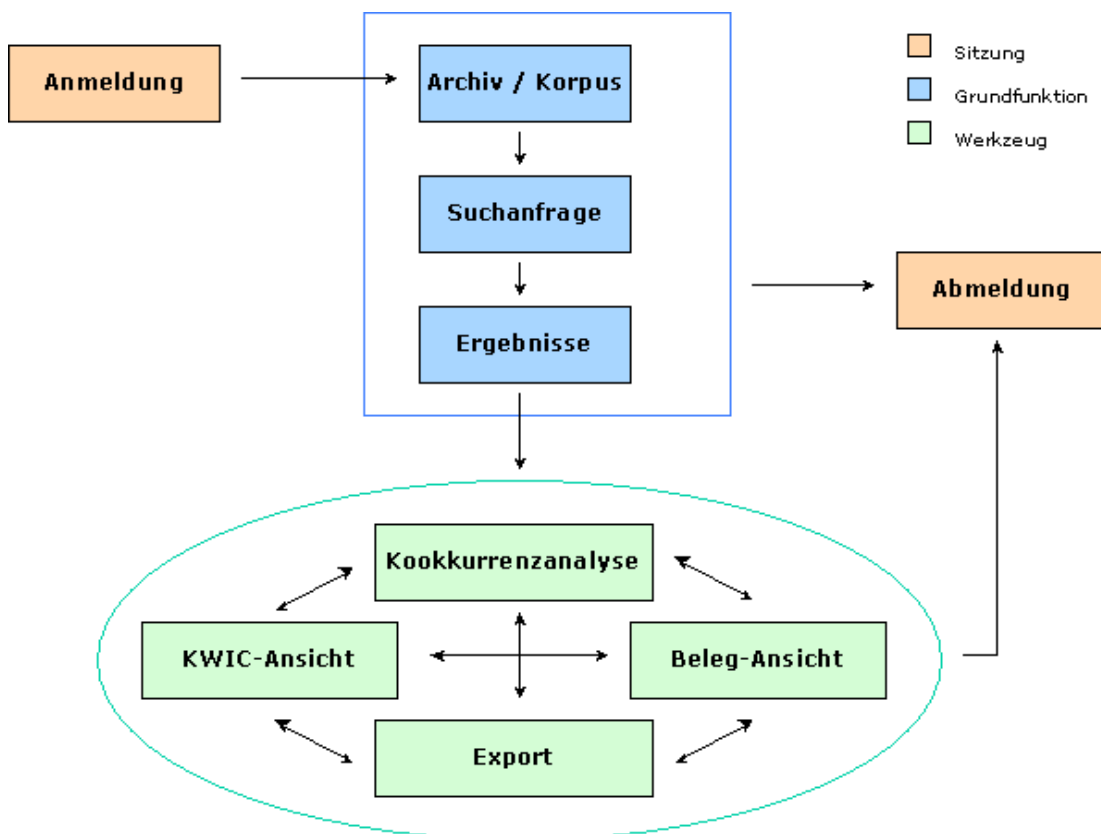 Anmeldung
Archiv / Korpus
Suchanfrage
Ergebnisse
Sitzung
Grundfunktion
Werkzeug
Abmeldung
Kookkurrenzanalyse
KWIC-Ansicht
Beleg-Ansicht
Export